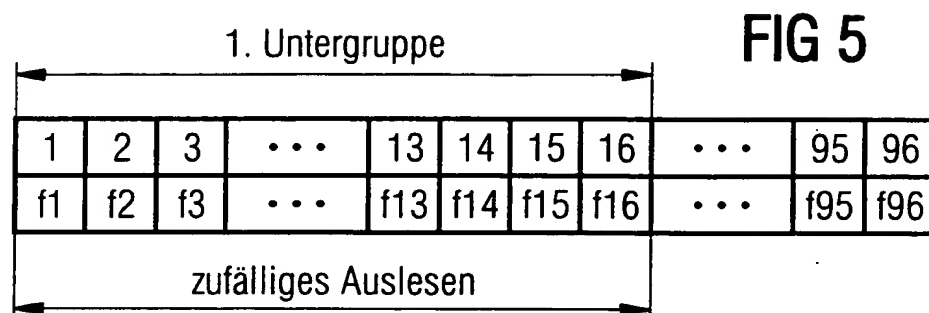 FIG 5
1. Untergruppe
1 2 3 ••• 13 14 15 16 ••• 95 96
f1 f2 f3 ••• f13 f14 f15 f16 ••• f95 f96
zufälliges Auslesen